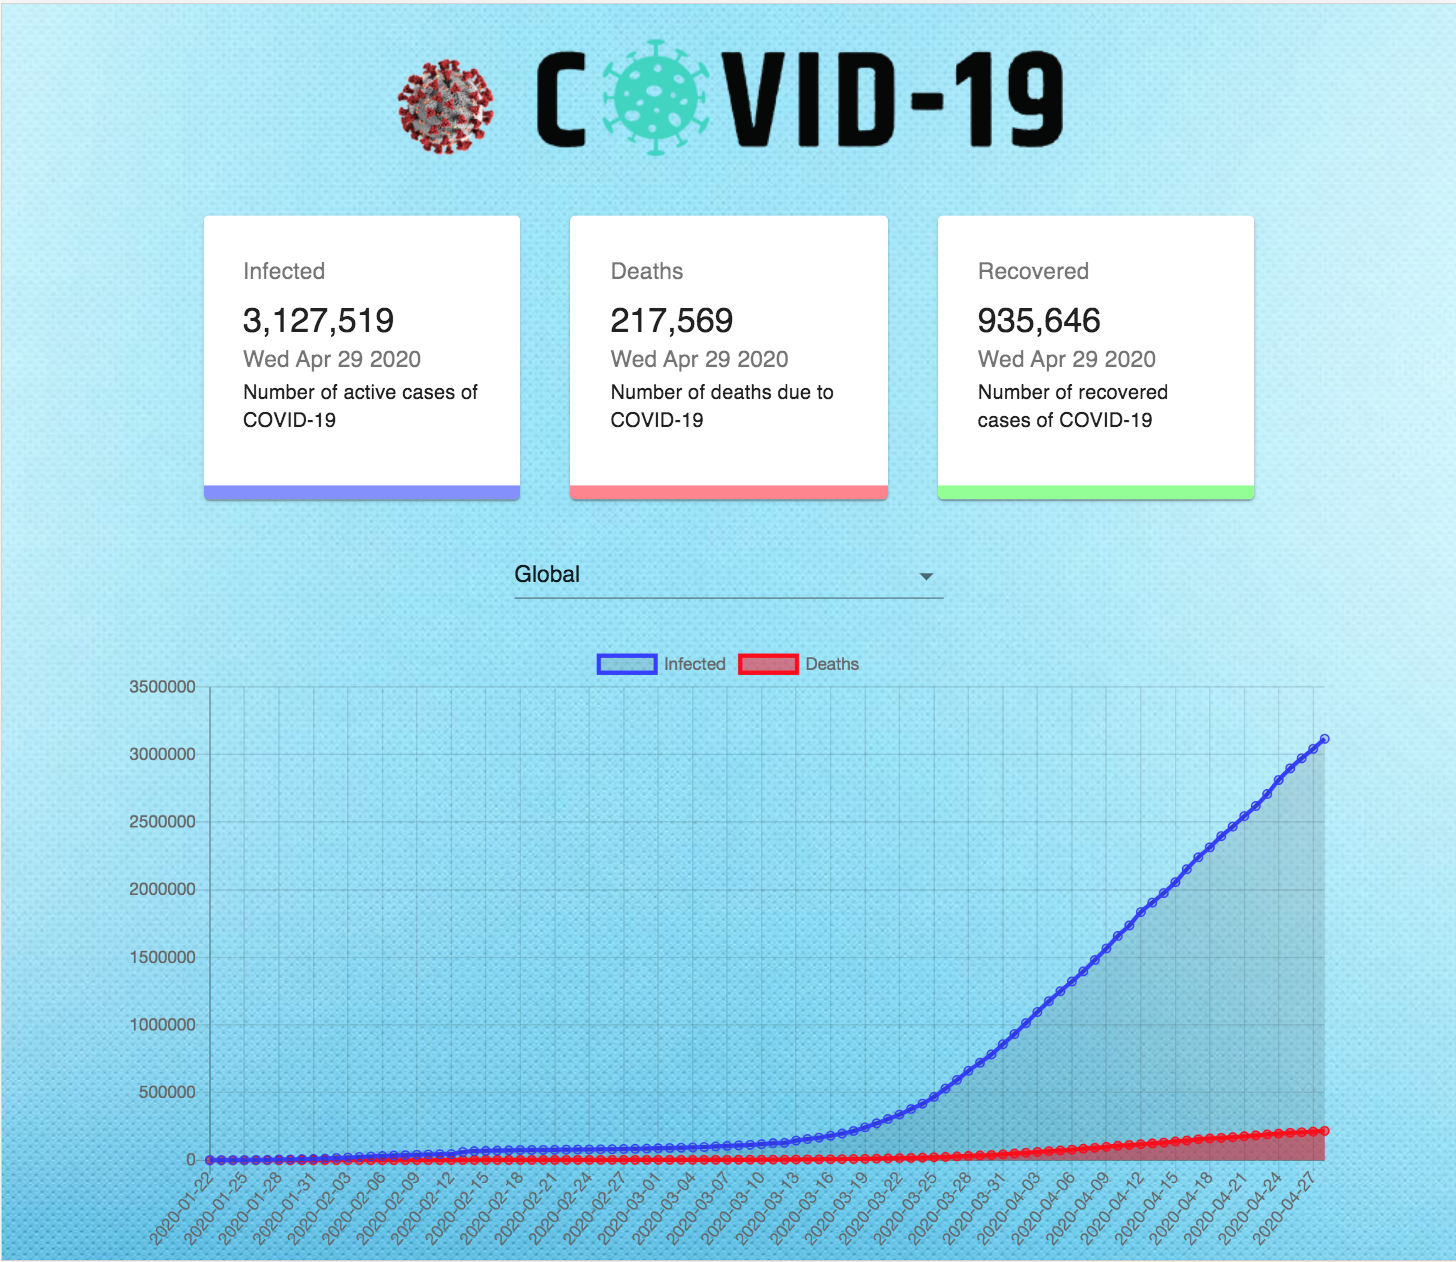 COVID-19
Infected
3,127,519
Wed Apr 29 2020
Number of active cases of
COVID-19
Deaths
217,569
Wed Apr 29 2020
Number of deaths due to
COVID-19
Recovered
935,646
Wed Apr 29 2020
Number of recovered
cases of COVID-19
Global
Infected Deaths
3500000
3000000
2500000
2000000
1500000
1000000
500000
0
2020-01-22
2020-01-25
2020-01-28
2020-01-31
2020-02-03
2020-02-06
2020-02-09
2020-02-12
2020-02-15
2020-02-18
2020-02-21
2020-02-24
2020-02-27
2020-03-01
2020-03-04
2020-03-07
2020-03-10
2020-03-13
2020-03-16
2020-03-19
2020-03-22
2020-03-25
2020-03-28
2020-03-31
2020-04-03
2020-04-06
2020-04-09
2020-04-12
2020-04-15
2020-04-18
2020-04-21
2020-04-24
2020-04-27